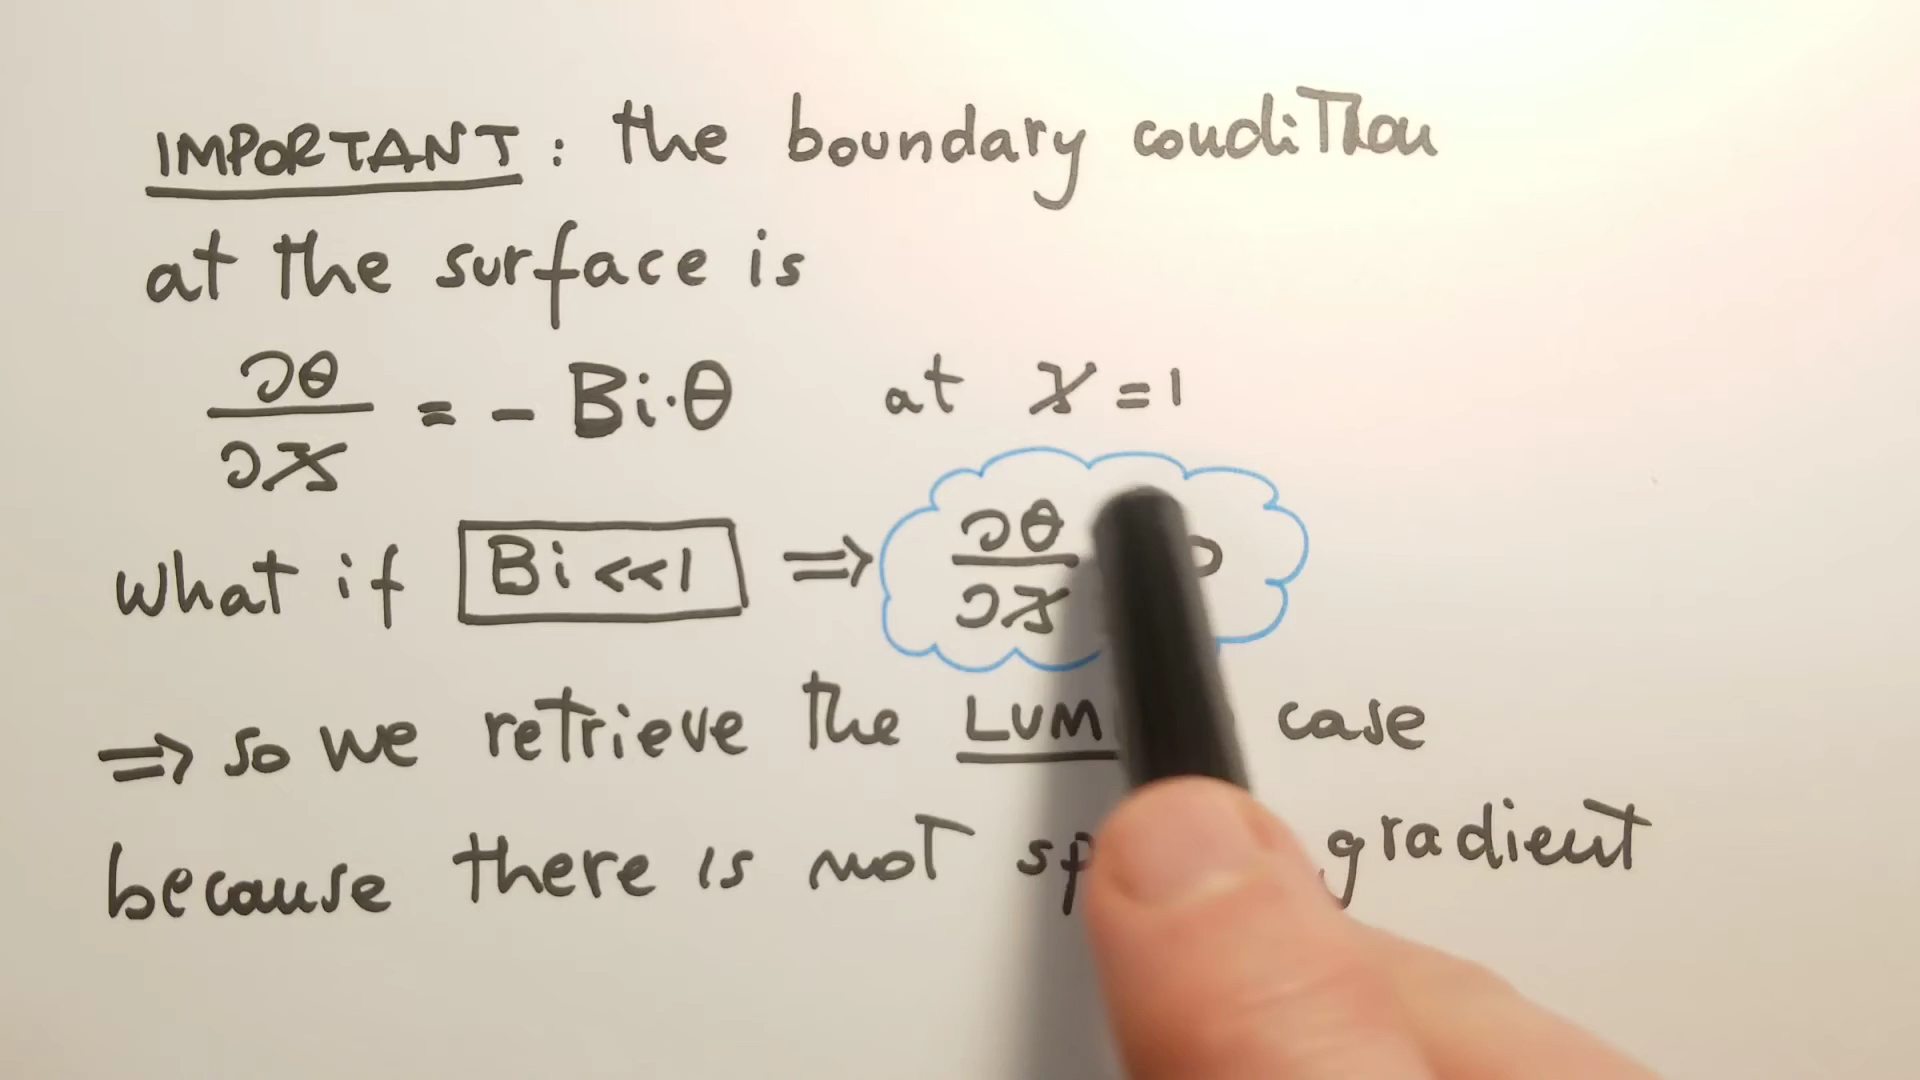 IMPORTANT: the boundary condition
at the surface is
∂θ/∂X = - Bi·θ at X = 1
what if Bi <<1 ⇒ ∂θ/∂X
⇒ so we retrieve the case
because there is not gradient